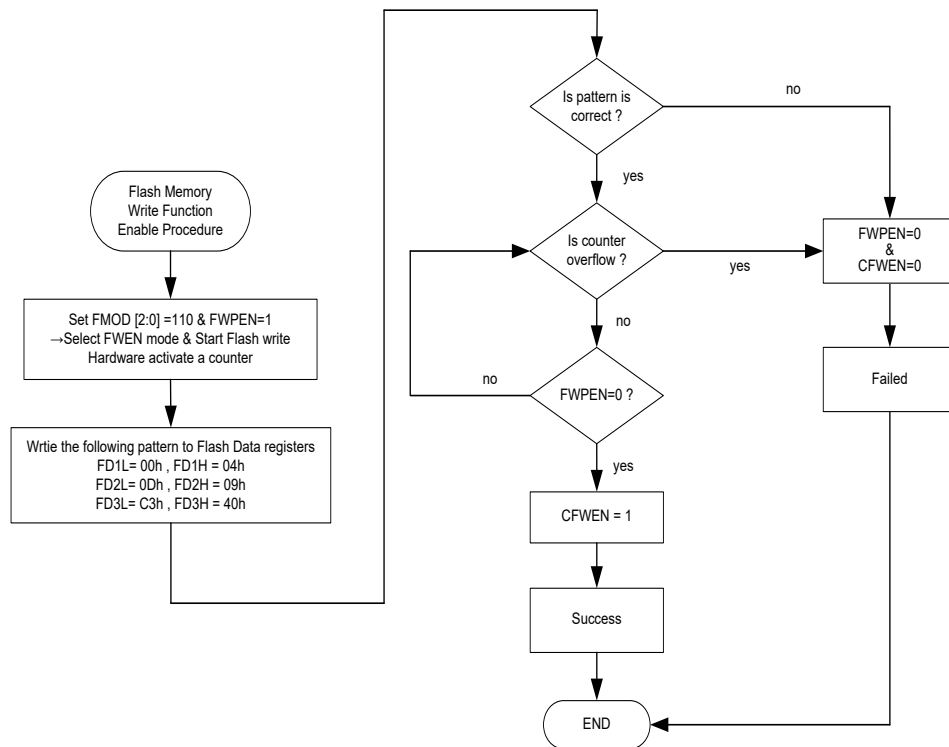 Flash Memory
Write Function
Enable Procedure
Set FMOD [2:0] =110 & FWPEN=1
→Select FWEN mode & Start Flash write
Hardware activate a counter
Wrtie the following pattern to Flash Data registers
FD1L= 00h , FD1H = 04h
FD2L= 0Dh , FD2H = 09h
FD3L= C3h , FD3H = 40h
Is pattern is
correct ?
no
yes
Is counter
overflow ?
yes
no
FWPEN=0 ?
no
yes
CFWEN = 1
Success
END
FWPEN=0
&
CFWEN=0
Failed